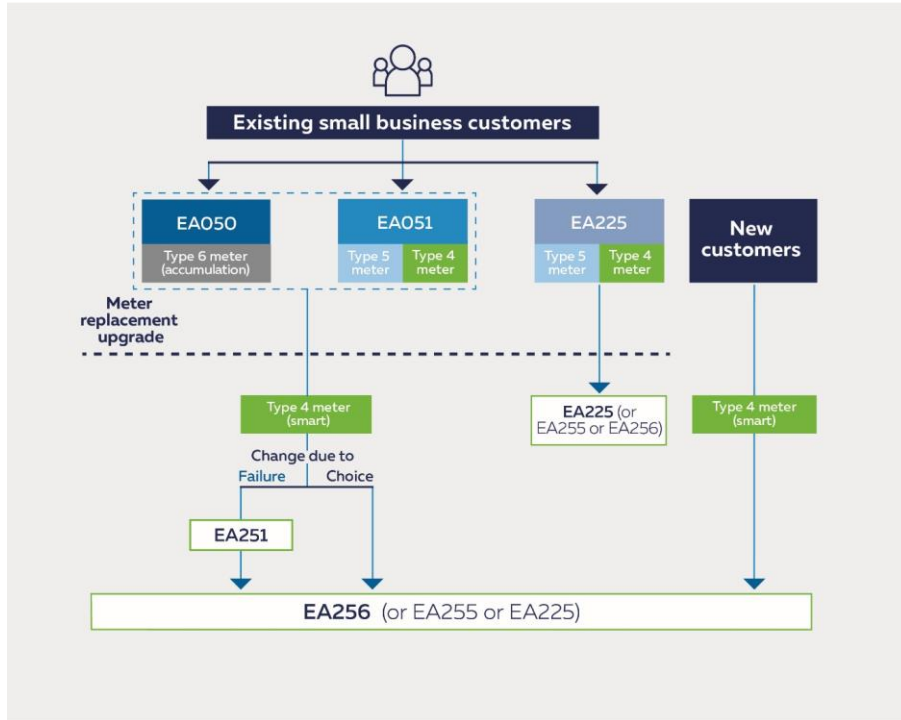 Existing small business customers
EA050
Type 6 meter
(accumulation)
EA051
Type 5
meter
Type 4
meter
EA225
Type 5
meter
Type 4
meter
New
customers
Meter
replacement
upgrade
Type 4 meter
(smart)
EA225 (or
EA255 or EA256)
Type 4 meter
(smart)
Change due to
Failure
Choice
EA251
EA256 (or EA255 or EA225)